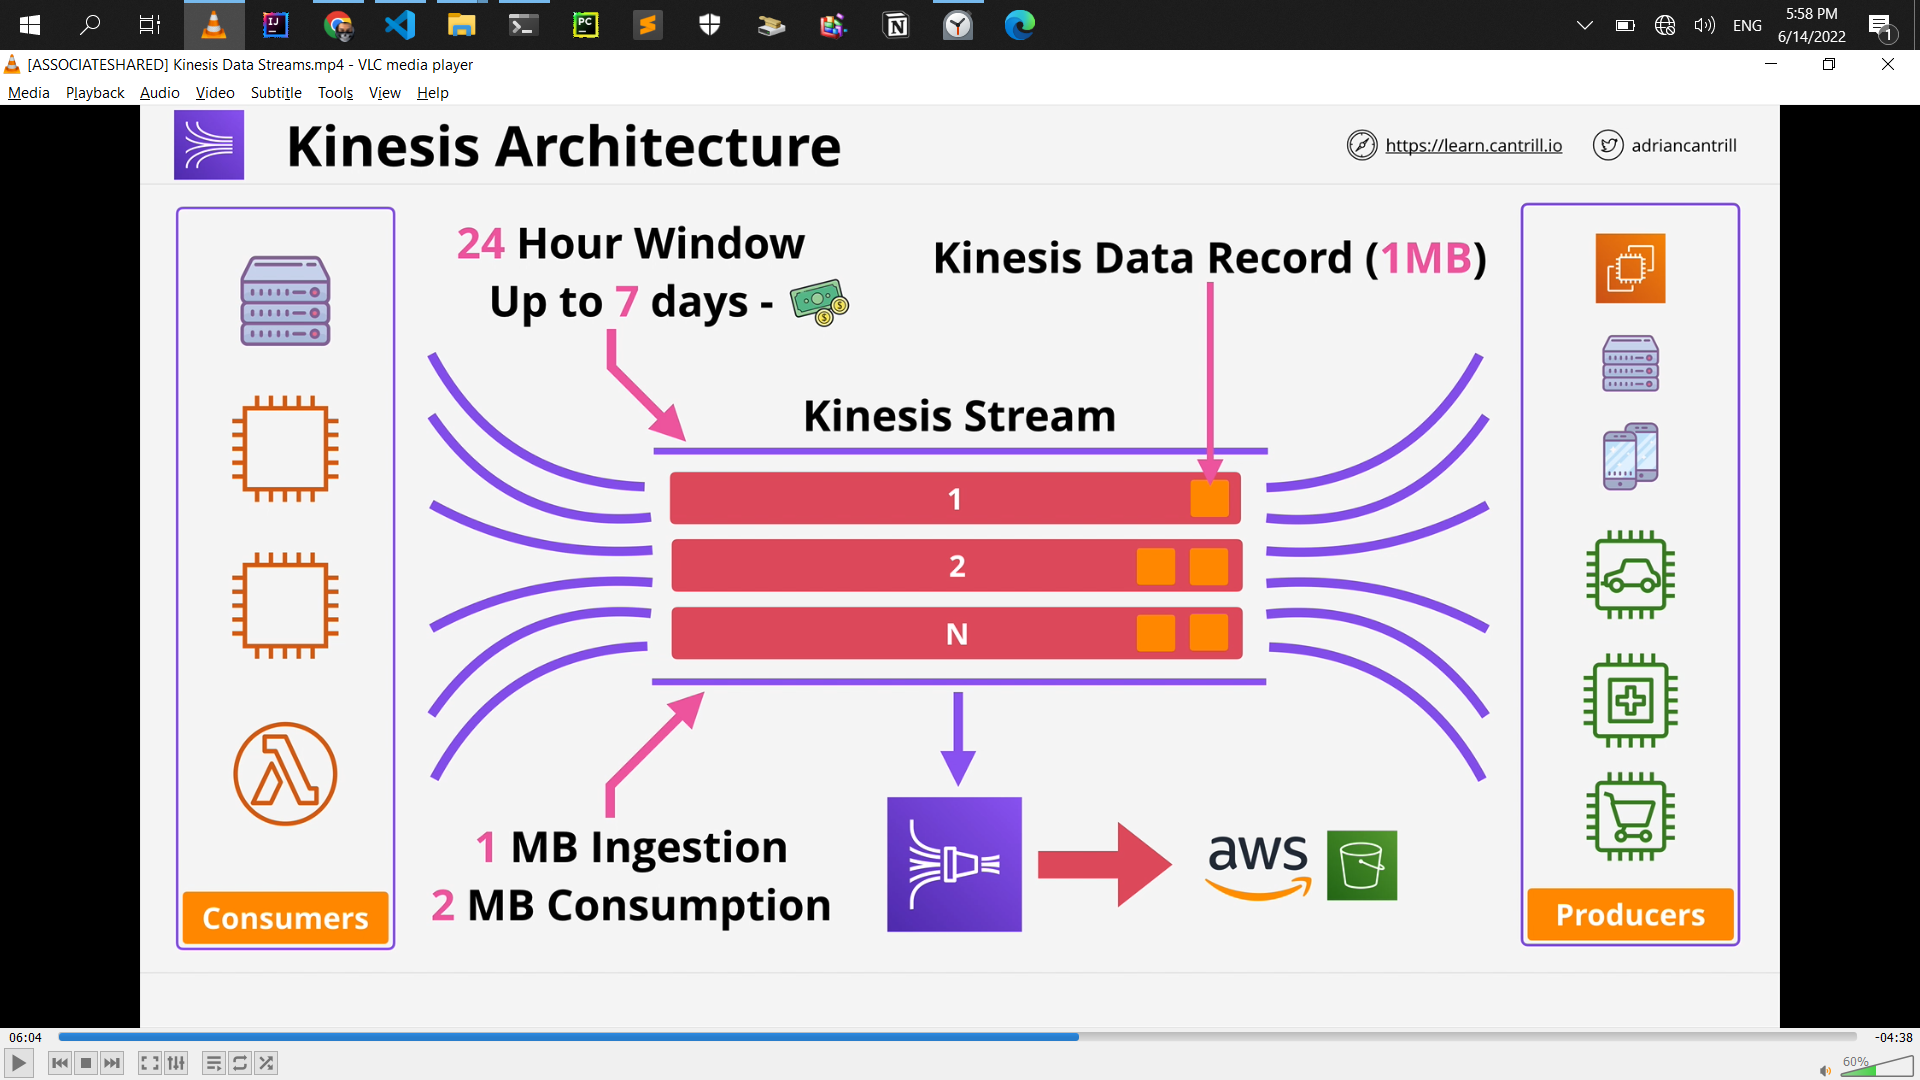 IJ
PC
ENG
5:58 PM
6/14/2022
1
[ASSOCIATESHARED] Kinesis Data Streams.mp4 - VLC media player
Media Playback Audio Video Subtitle Tools View Help
Kinesis Architecture
https://learn.cantrill.io
adriancantrill
24 Hour Window
Up to 7 days -
Kinesis Data Record (1MB)
Kinesis Stream
1
2
N
1 MB Ingestion
2 MB Consumption
aws
Consumers
Producers
06:04
-04:38
60%